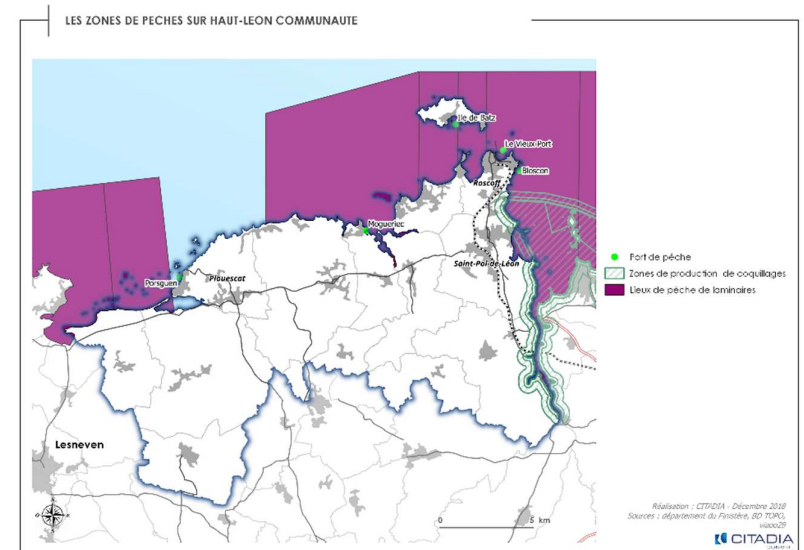 LES ZONES DE PECHES SUR HAUT-LEON COMMUNAUTE
Ile de Batz
Le Vieux-Port
Bloscon
Roscoff
Mogueriec
Saint-Pol-de-Léon
Porsguen
Plouescat
Lesneven
Port de pêche
Zones de production de coquillages
Lieux de pêche de laminaires
0 5 km
Réalisation : CITADIA - Décembre 2018
Sources : département du Finistère, BD TOPO,
CITADIA